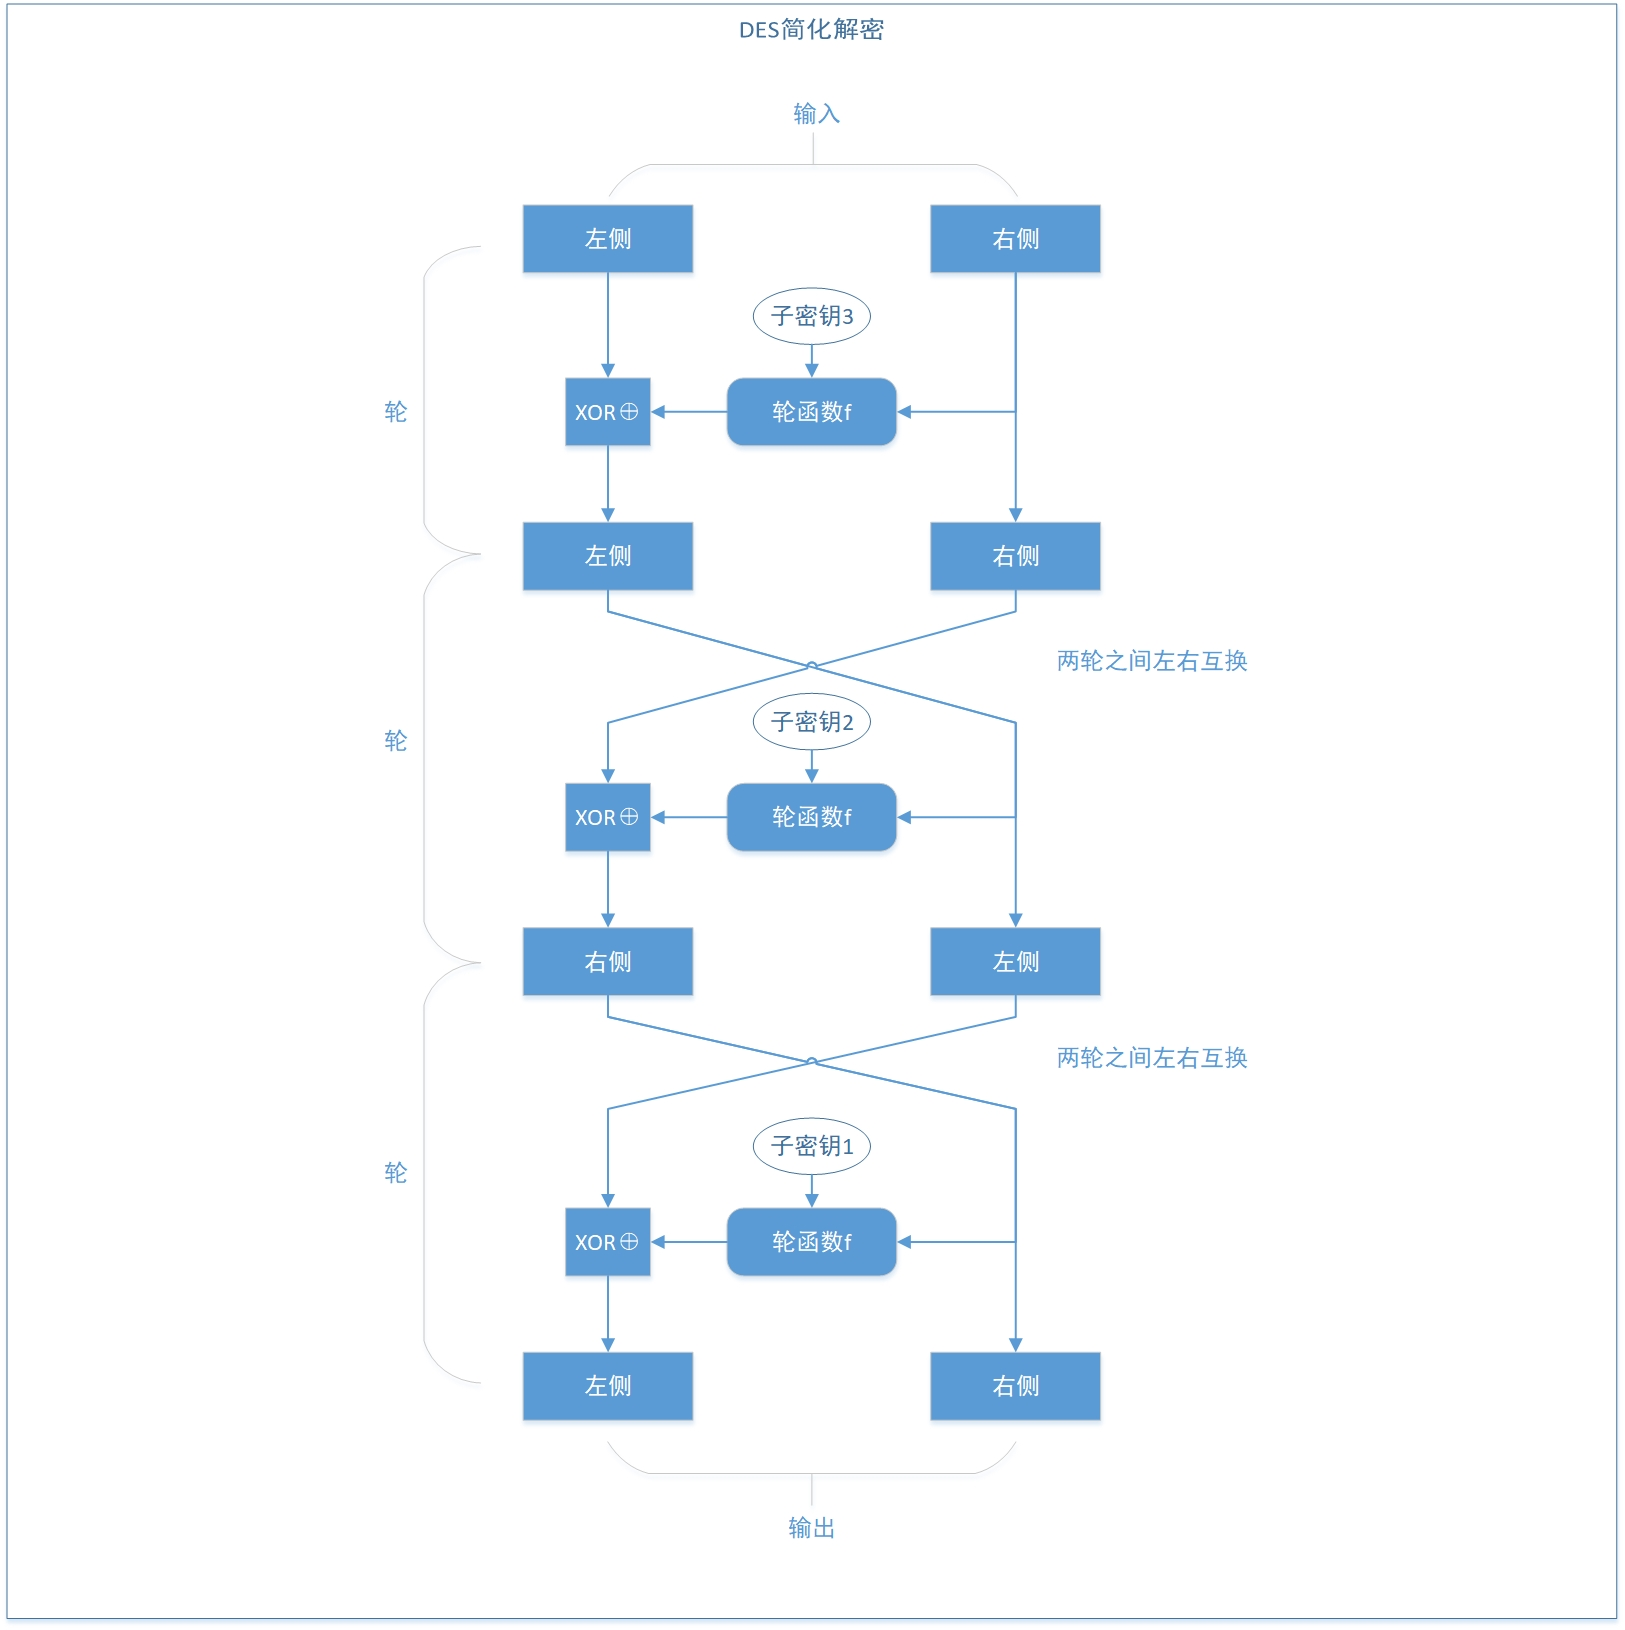 DES简化解密
输入
左侧
右侧
子密钥3
轮
XOR⊕
轮函数f
左侧
右侧
两轮之间左右互换
子密钥2
轮
XOR⊕
轮函数f
右侧
左侧
两轮之间左右互换
子密钥1
轮
XOR⊕
轮函数f
左侧
右侧
输出